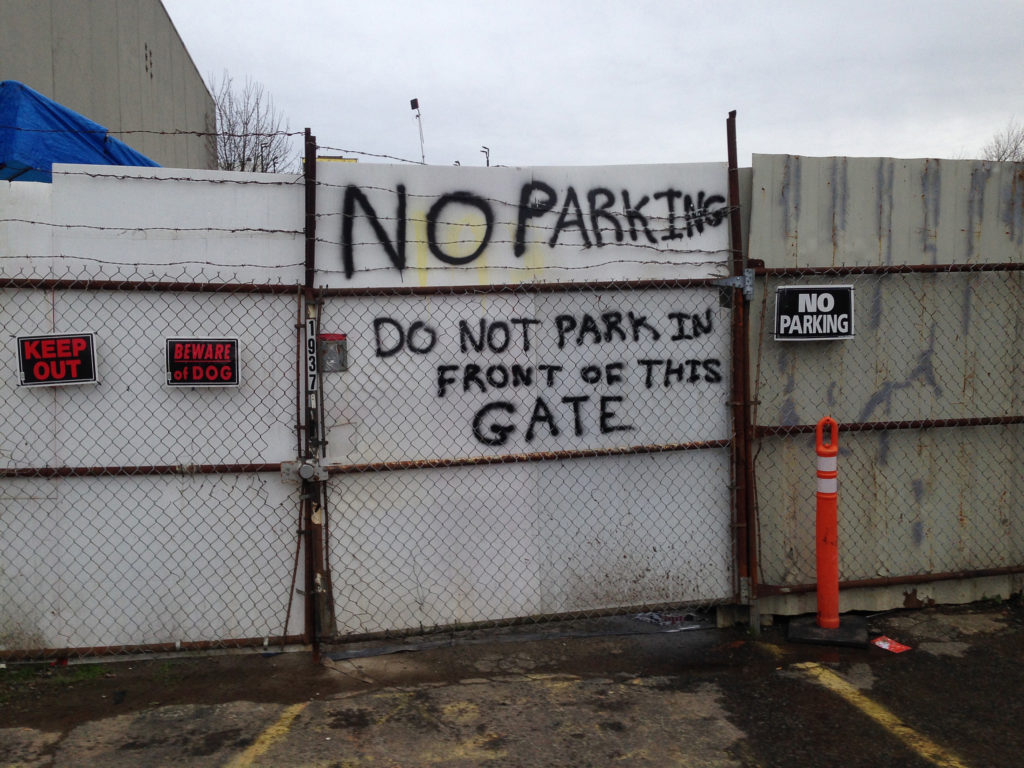 NO PARKING
DO NOT PARK IN
FRONT OF THIS
GATE
KEEP
OUT
BEWARE
of DOG
1937
NO
PARKING